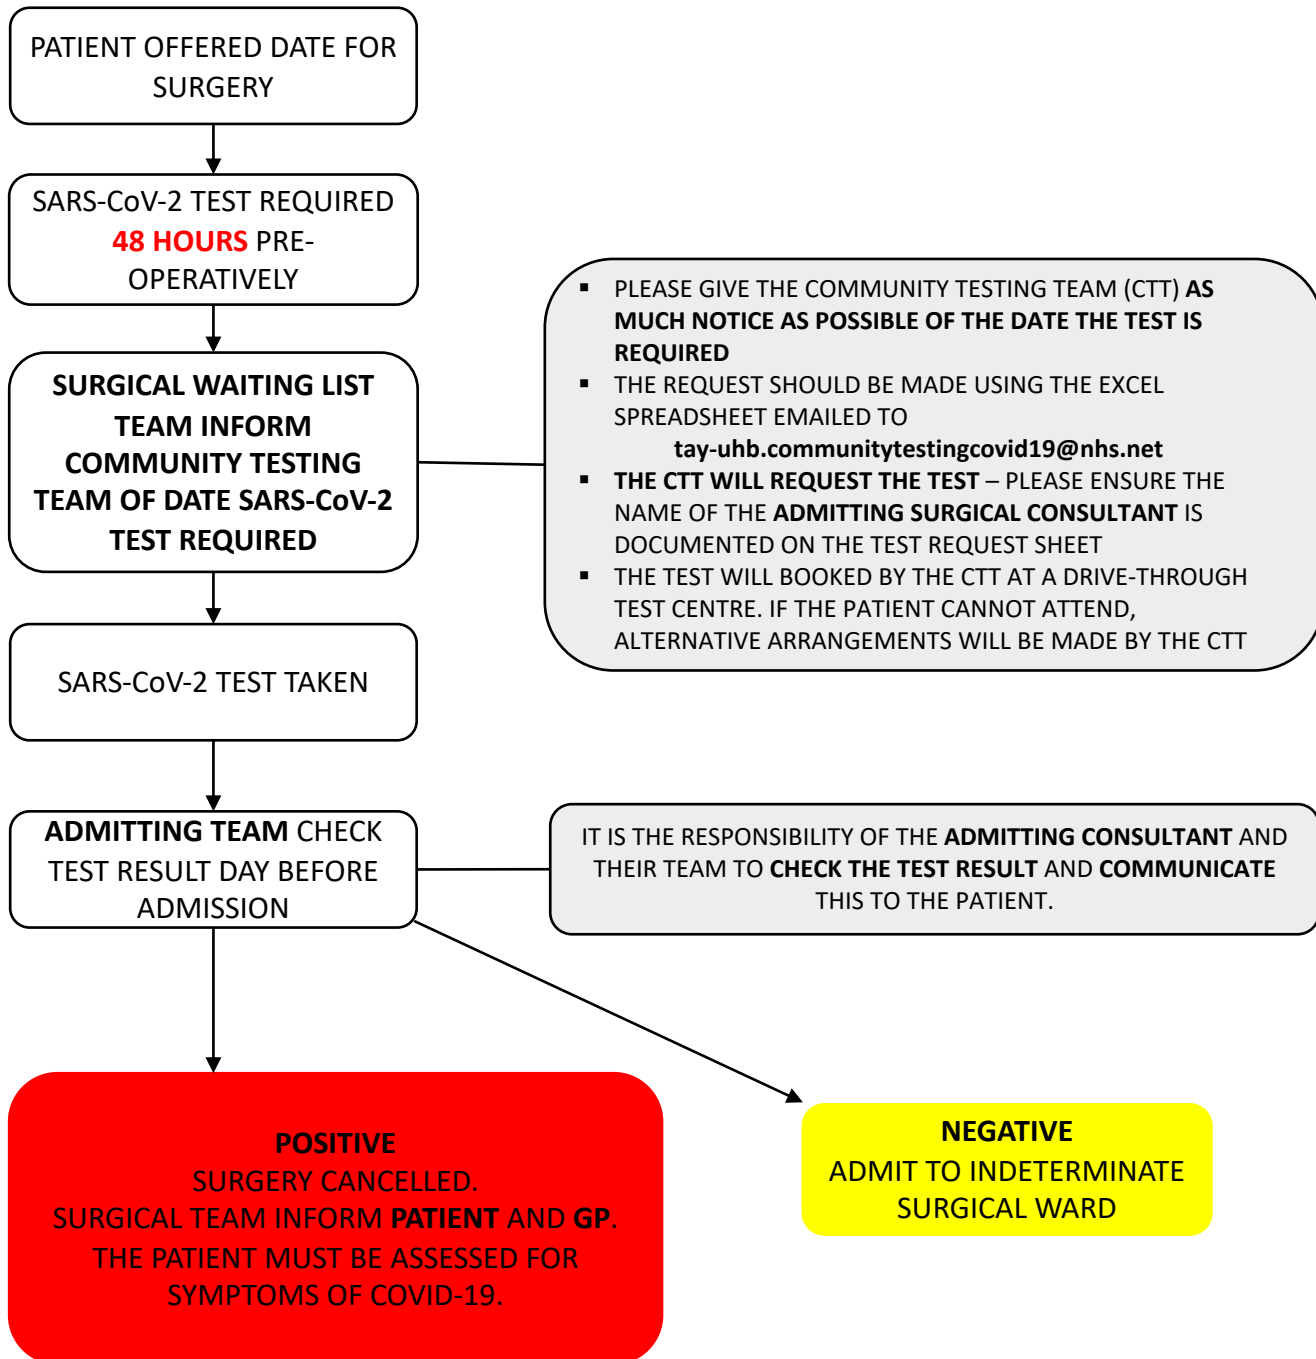 PATIENT OFFERED DATE FOR
SURGERY
SARS-CoV-2 TEST REQUIRED
48 HOURS PRE-
OPERATIVELY
SURGICAL WAITING LIST
TEAM INFORM
COMMUNITY TESTING
TEAM OF DATE SARS-CoV-2
TEST REQUIRED
▪ PLEASE GIVE THE COMMUNITY TESTING TEAM (CTT) AS
MUCH NOTICE AS POSSIBLE OF THE DATE THE TEST IS
REQUIRED
▪ THE REQUEST SHOULD BE MADE USING THE EXCEL
SPREADSHEET EMAILED TO
tay-uhb.communitytestingcovid19@nhs.net
▪ THE CTT WILL REQUEST THE TEST – PLEASE ENSURE THE
NAME OF THE ADMITTING SURGICAL CONSULTANT IS
DOCUMENTED ON THE TEST REQUEST SHEET
▪ THE TEST WILL BOOKED BY THE CTT AT A DRIVE-THROUGH
TEST CENTRE. IF THE PATIENT CANNOT ATTEND,
ALTERNATIVE ARRANGEMENTS WILL BE MADE BY THE CTT
SARS-CoV-2 TEST TAKEN
ADMITTING TEAM CHECK
TEST RESULT DAY BEFORE
ADMISSION
IT IS THE RESPONSIBILITY OF THE ADMITTING CONSULTANT AND
THEIR TEAM TO CHECK THE TEST RESULT AND COMMUNICATE
THIS TO THE PATIENT.
POSITIVE
SURGERY CANCELLED.
SURGICAL TEAM INFORM PATIENT AND GP.
THE PATIENT MUST BE ASSESSED FOR
SYMPTOMS OF COVID-19.
NEGATIVE
ADMIT TO INDETERMINATE
SURGICAL WARD